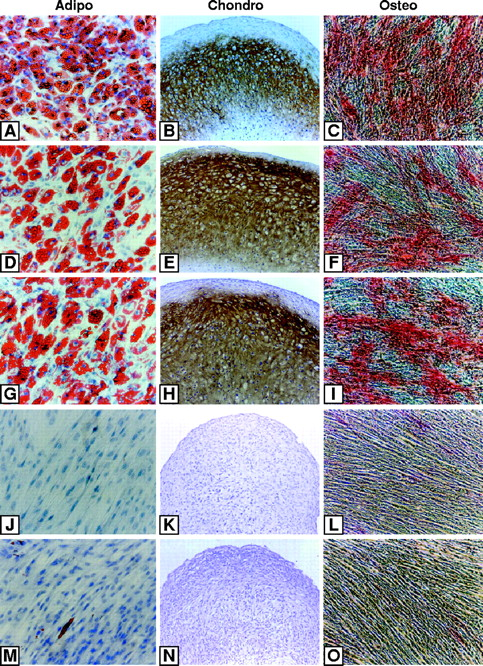 Adipo Chondro Osteo
A B C
D E F
G H I
J K L
M N O